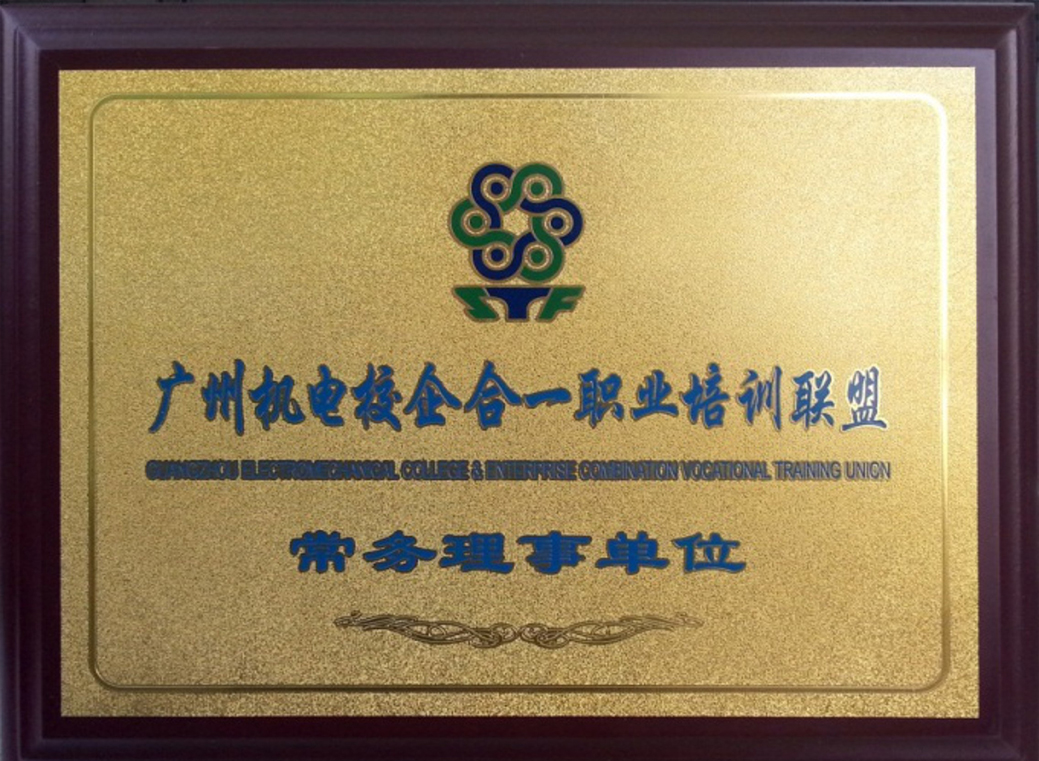 STF
广州机电校企合一职业培训联盟
GUANGZHOU ELECTROMECHANICAL COLLEGE & ENTERPRISE COMBINATION VOCATIONAL TRAINING UNION
常务理事单位